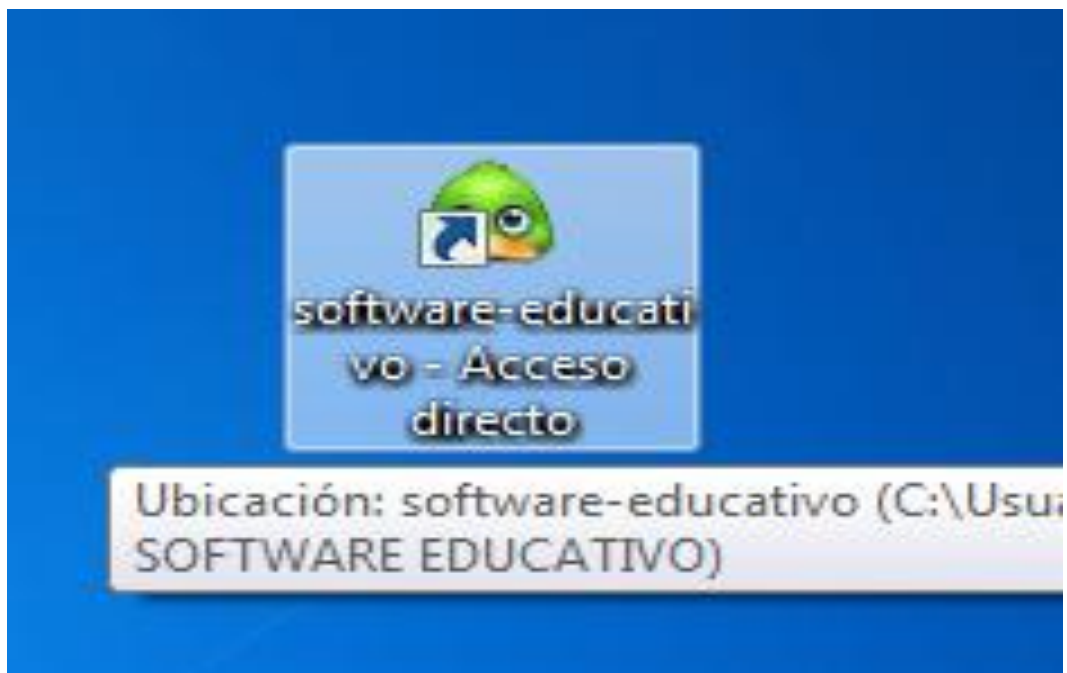 software-educati
vo - Acceso
directo
Ubicación: software-educativo (C:\Usua
SOFTWARE EDUCATIVO)